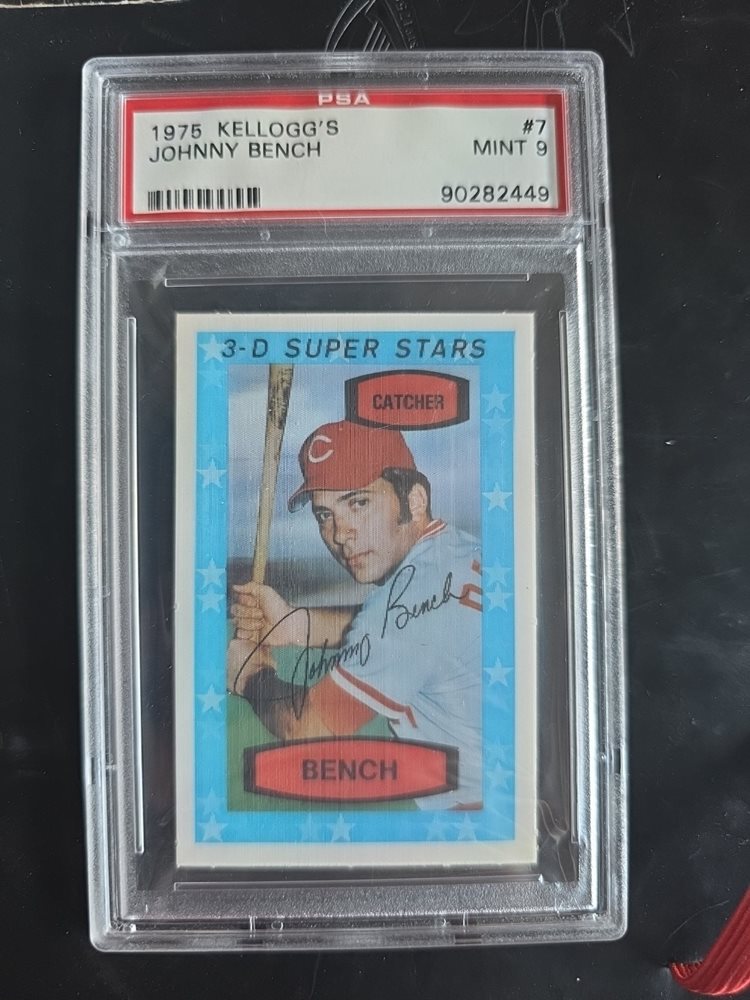 PSA
1975 KELLOGG'S #7
JOHNNY BENCH MINT 9
90282449
3-D SUPER STARS
CATCHER
C
Johnny Bench
BENCH